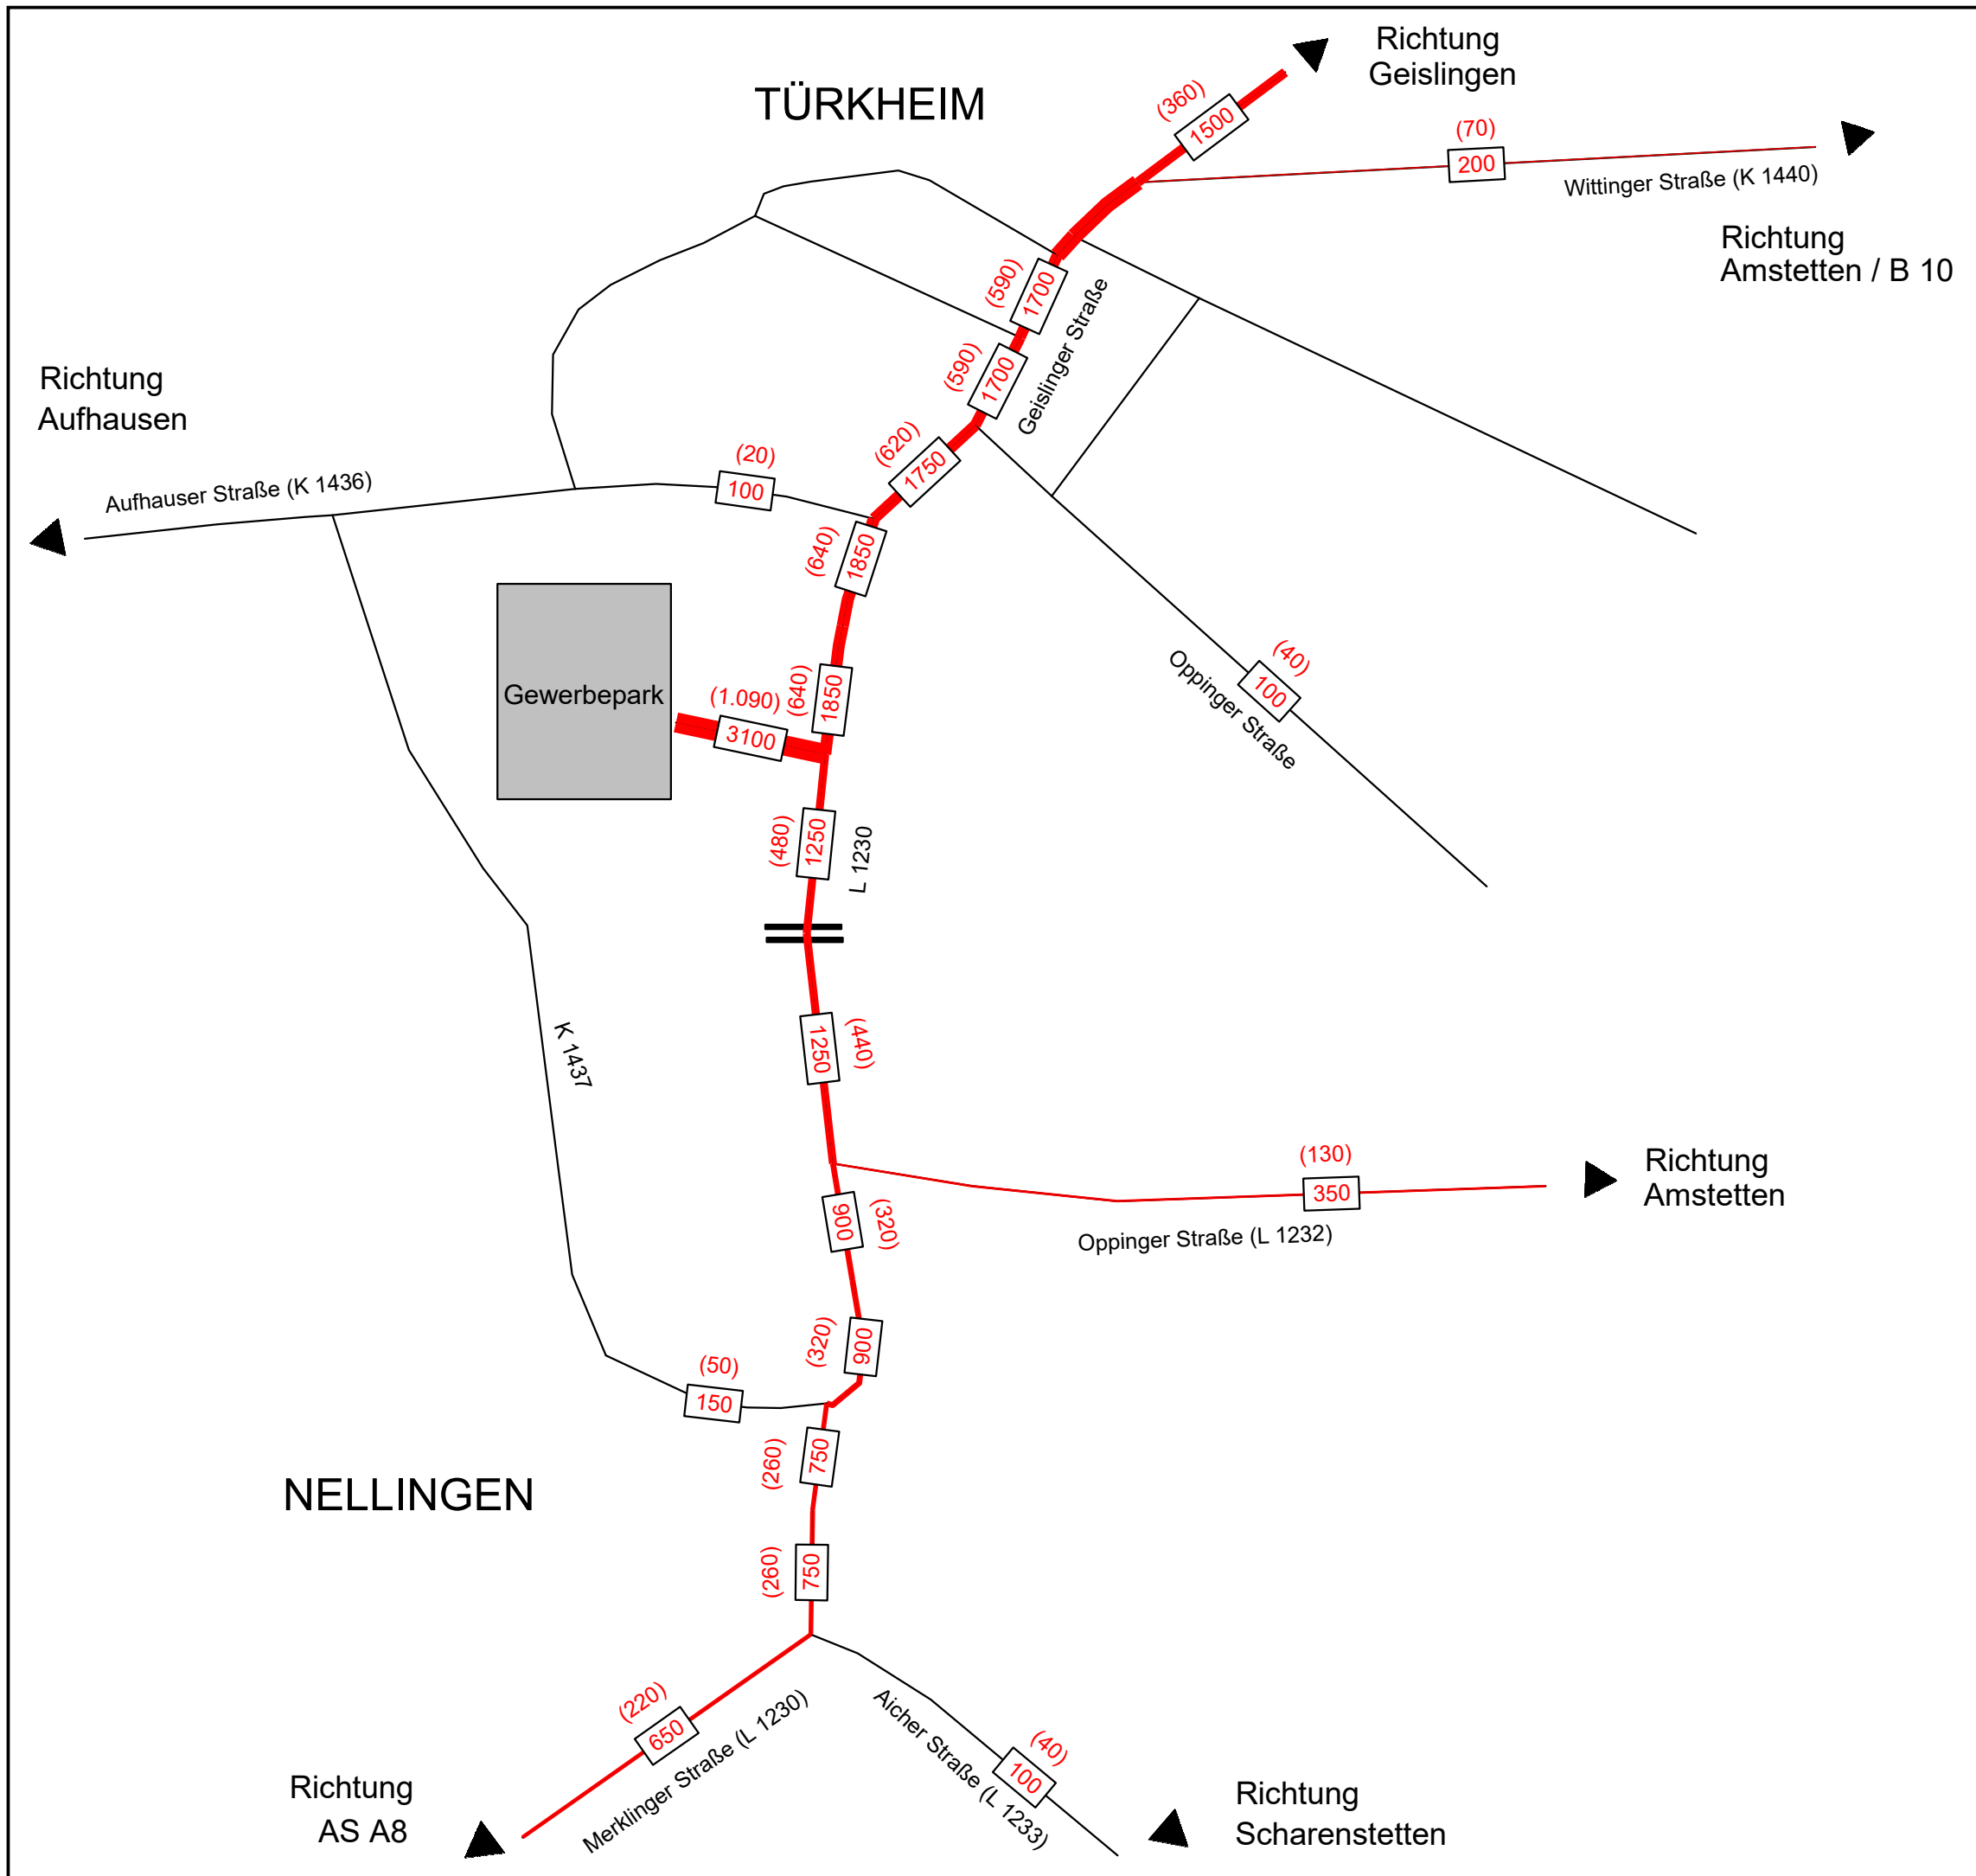 Richtung
Geislingen
TÜRKHEIM
(360)
1500
(70)
200
Wittinger Straße (K 1440)
Richtung
Amstetten / B 10
(590)
1700
Geislinger Straße
(590)
1700
Richtung
Aufhausen
(620)
1750
(20)
100
Aufhauser Straße (K 1436)
(640)
1850
Gewerbepark
(1.090)
3100
(640)
1850
(40)
100
Oppinger Straße
(480)
1250
L 1230
K 1437
1250
(440)
(130)
350
Richtung
Amstetten
Oppinger Straße (L 1232)
900
(320)
(320)
900
(50)
150
(260)
750
NELLINGEN
(260)
750
(220)
650
Merklinger Straße (L 1230)
Aicher Straße (L 1233)
(40)
100
Richtung
AS A8
Richtung
Scharenstetten